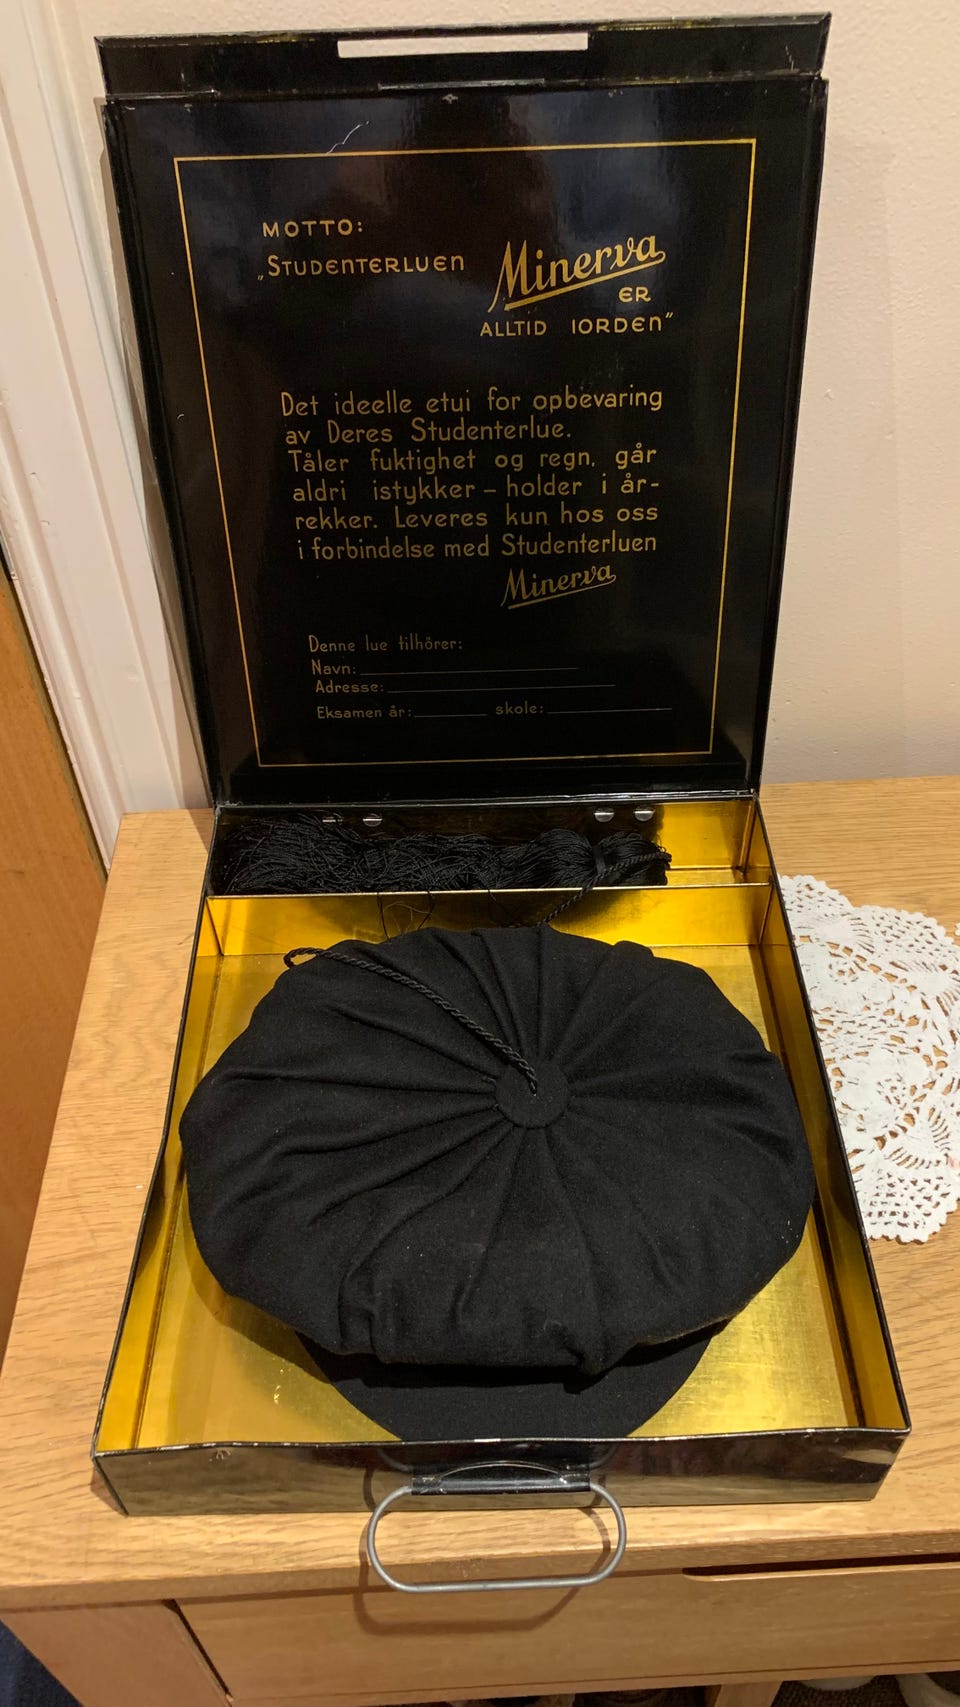 MOTTO:
„STUDENTERLUEN Minerva
ER
ALLTID IORDEN"
Det ideelle etui for opbevaring
av Deres Studenterlue.
Tåler fuktighet og regn, går
aldri istykker – holder i år-
rekker. Leveres kun hos oss
i forbindelse med Studenterluen
Minerva
Denne lue tilhörer:
Navn:
Adresse:
Eksamen år: skole: